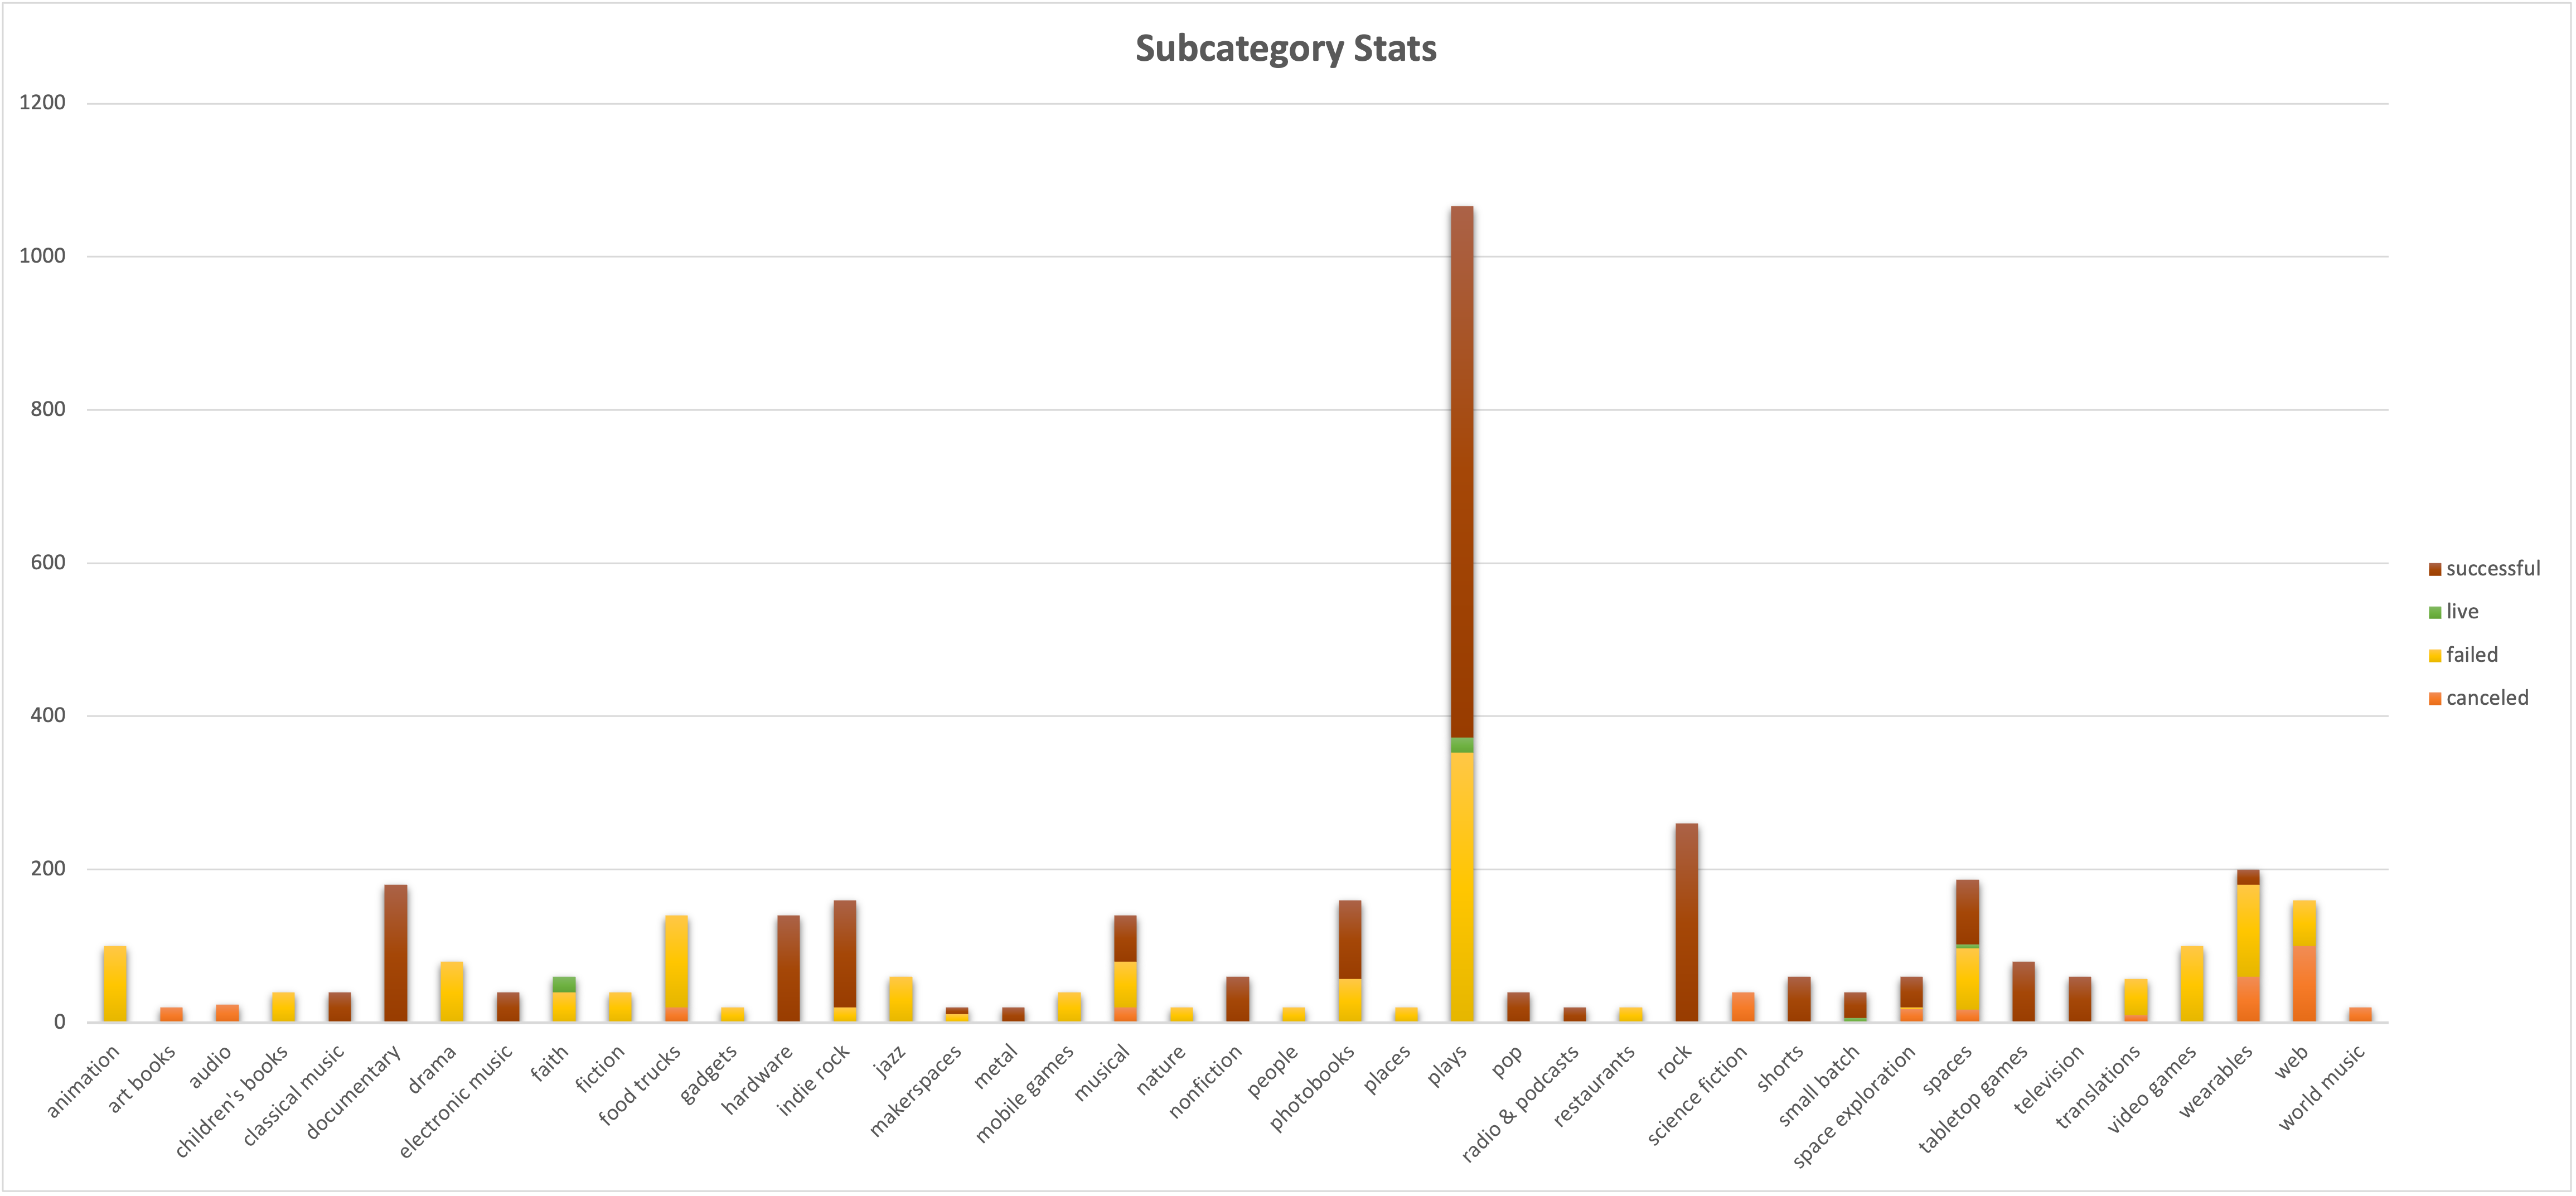 Subcategory Stats
1200
1000
800
600
400
200
0
successful
live
failed
canceled
animation
art books
audio
children's books
classical music
documentary
drama
electronic music
faith
fiction
food trucks
gadgets
hardware
indie rock
jazz
makerspaces
metal
mobile games
musical
nature
nonfiction
people
photobooks
places
plays
pop
radio & podcasts
restaurants
rock
science fiction
shorts
small batch
space exploration
spaces
tabletop games
television
translations
video games
wearables
web
world music